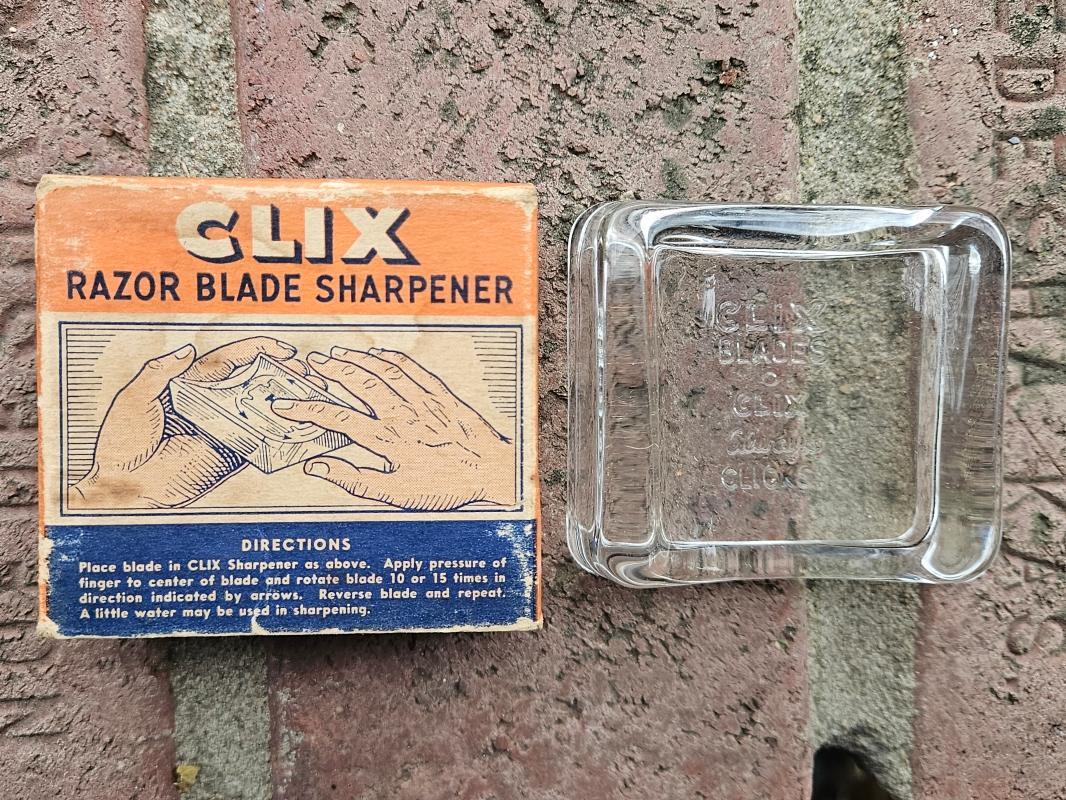 CLIX
RAZOR BLADE SHARPENER
DIRECTIONS
Place blade in CLIX Sharpener as above. Apply pressure of
finger to center of blade and rotate blade 10 or 15 times in
direction indicated by arrows. Reverse blade and repeat.
A little water may be used in sharpening.
CLIX
BLADES
CLIX
Always
CLICKS